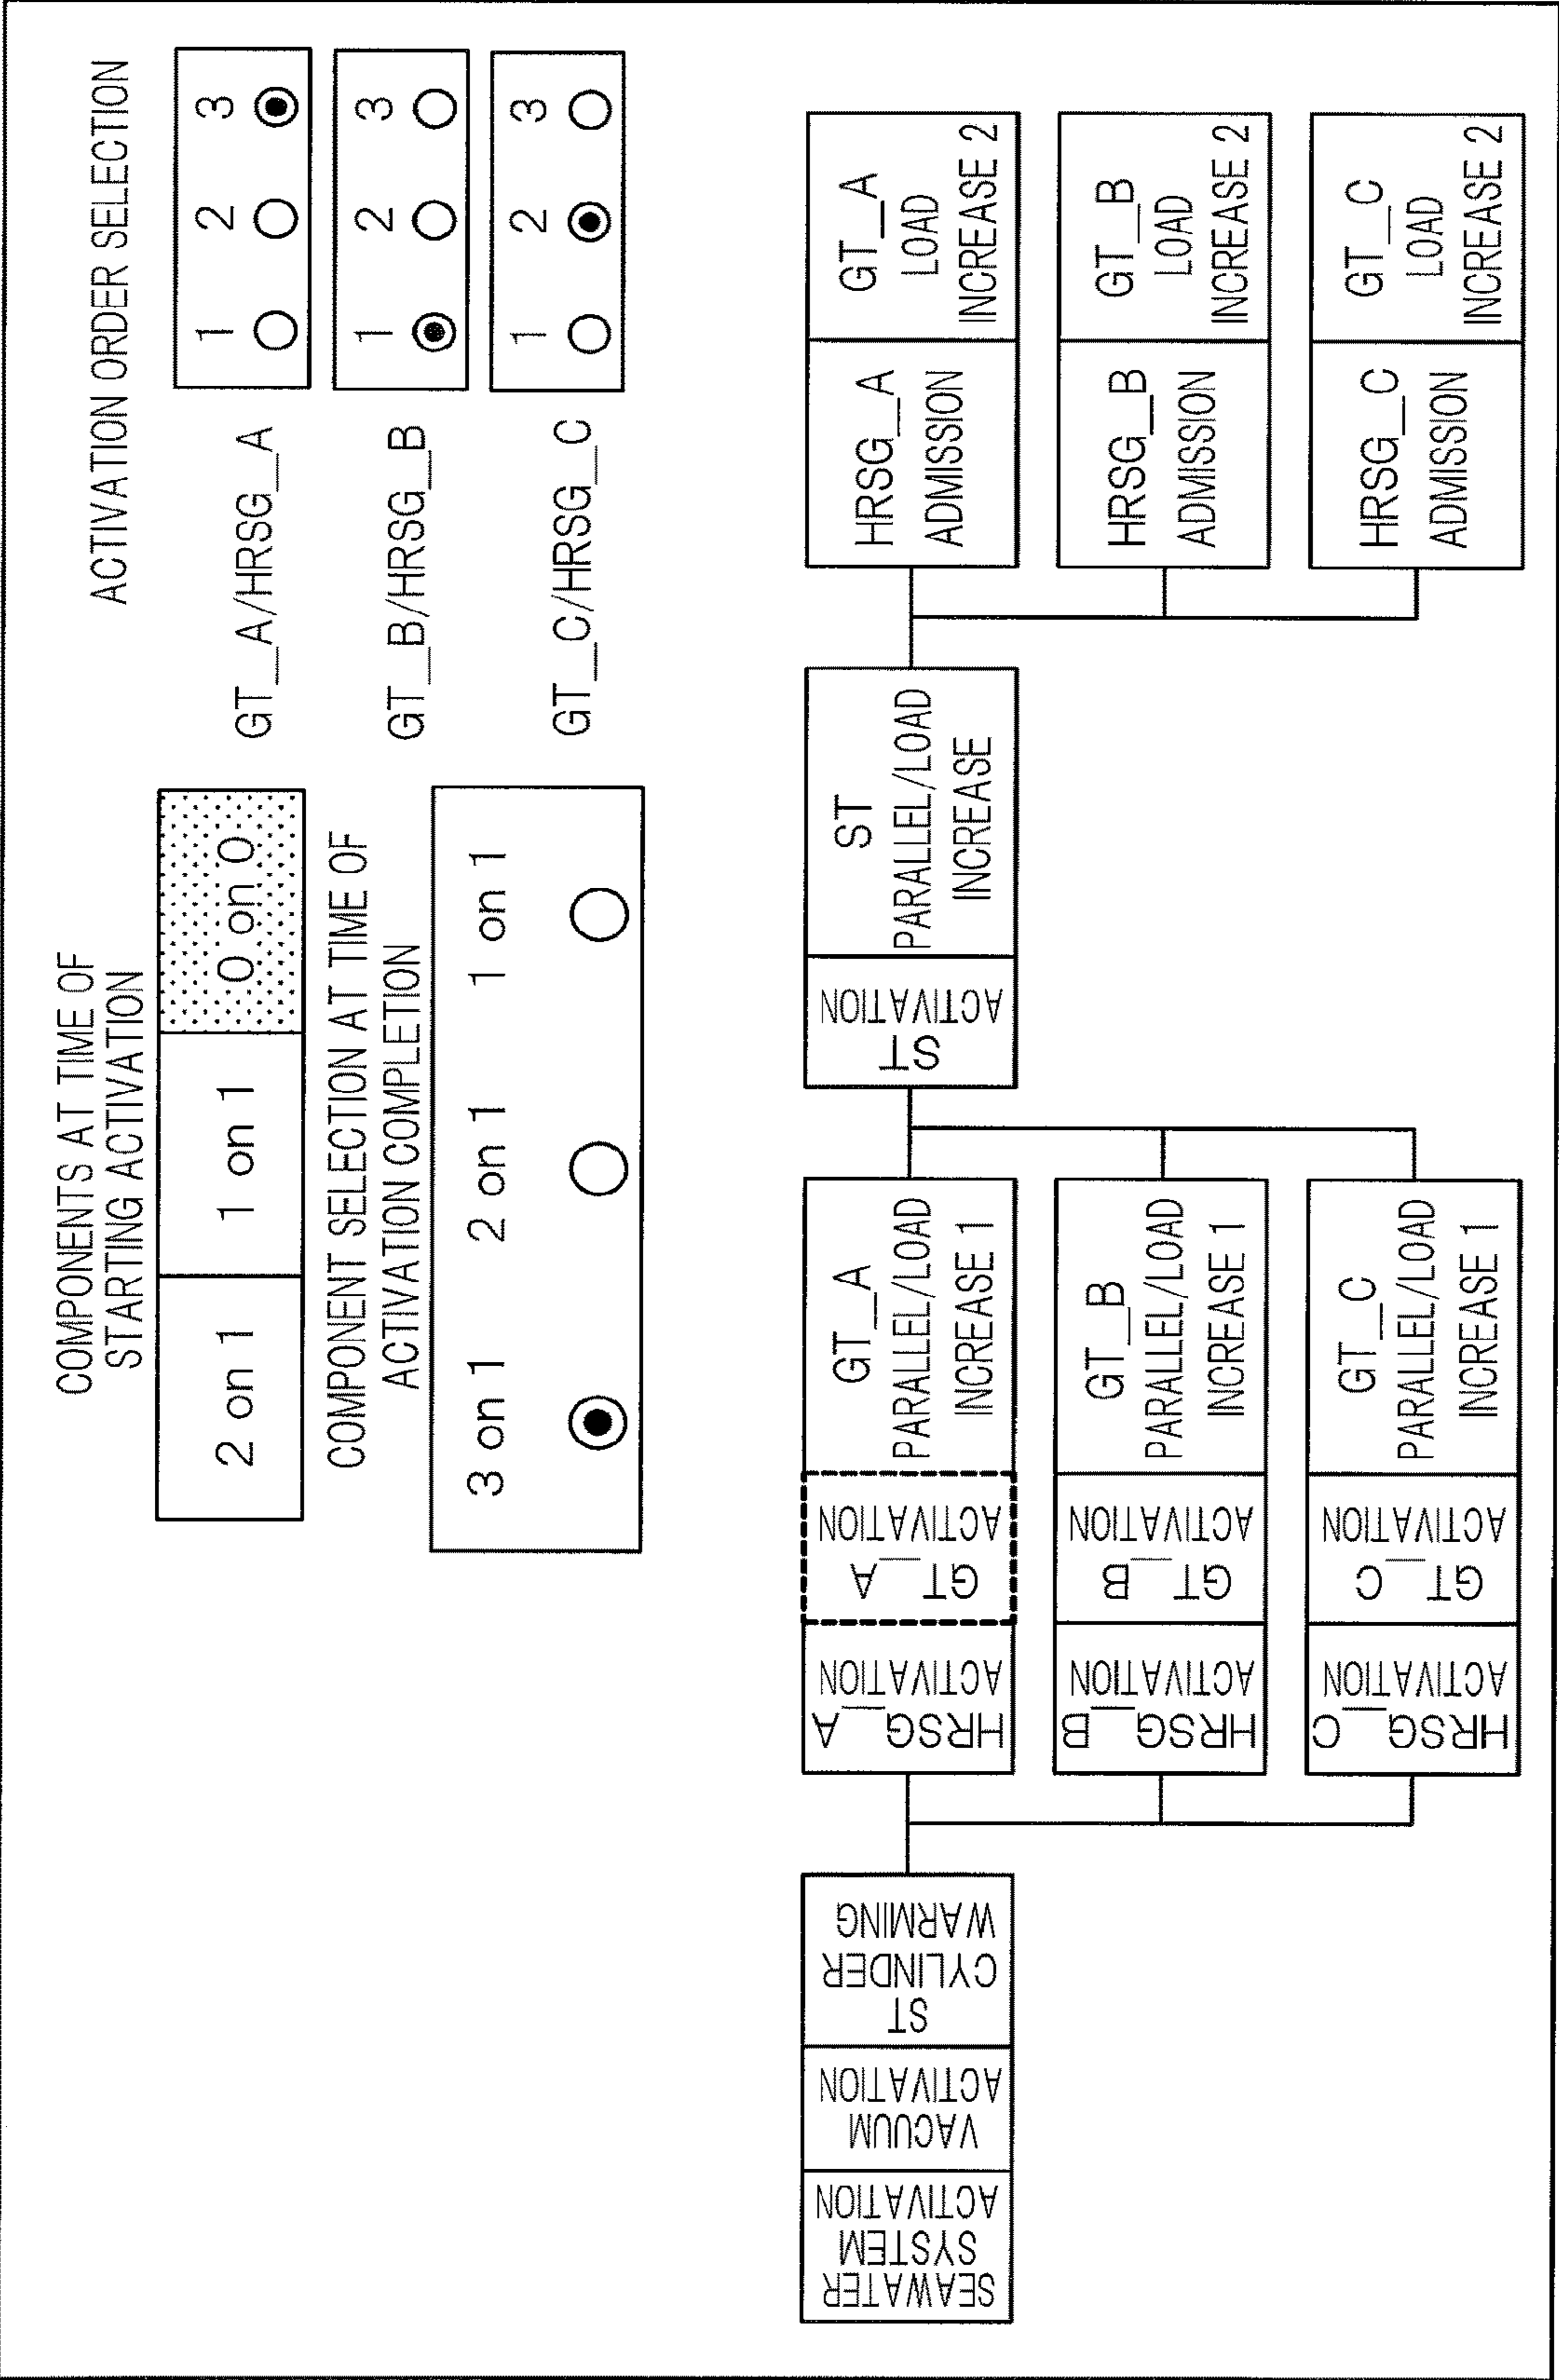 COMPONENTS AT TIME OF
STARTING ACTIVATION
2 on 1
1 on 1
0 on 0
COMPONENT SELECTION AT TIME OF
ACTIVATION COMPLETION
3 on 1
2 on 1
1 on 1
ACTIVATION ORDER SELECTION
GT_A/HRSG_A
1
2
3
GT_B/HRSG_B
1
2
3
GT_C/HRSG_C
1
2
3
SEAWATER
SYSTEM
ACTIVATION
VACUUM
ACTIVATION
ST
CYLINDER
WARMING
HRSG_A
ACTIVATION
GT_A
ACTIVATION
GT_A
PARALLEL/LOAD
INCREASE 1
HRSG_B
ACTIVATION
GT_B
ACTIVATION
GT_B
PARALLEL/LOAD
INCREASE 1
HRSG_C
ACTIVATION
GT_C
ACTIVATION
GT_C
PARALLEL/LOAD
INCREASE 1
ST
ACTIVATION
ST
PARALLEL/LOAD
INCREASE
HRSG_A
ADMISSION
GT_A
LOAD
INCREASE 2
HRSG_B
ADMISSION
GT_B
LOAD
INCREASE 2
HRSG_C
ADMISSION
GT_C
LOAD
INCREASE 2